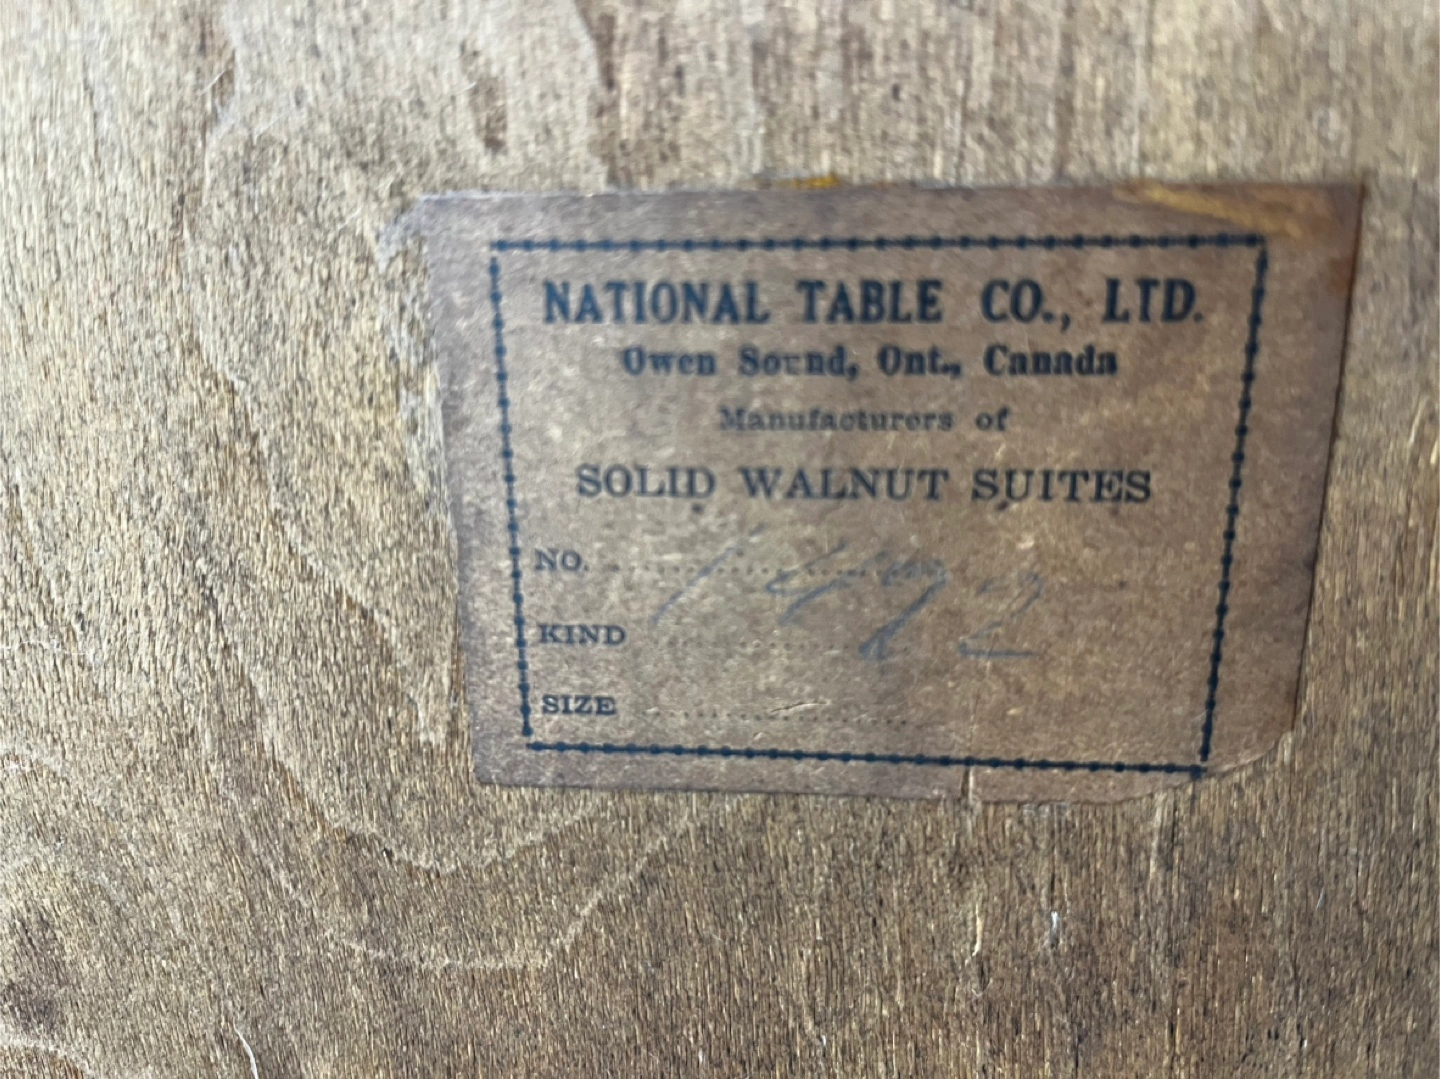 NATIONAL TABLE CO., LTD.
Owen Sound, Ont., Canada
Manufacturers of
SOLID WALNUT SUITES
NO.
KIND
SIZE